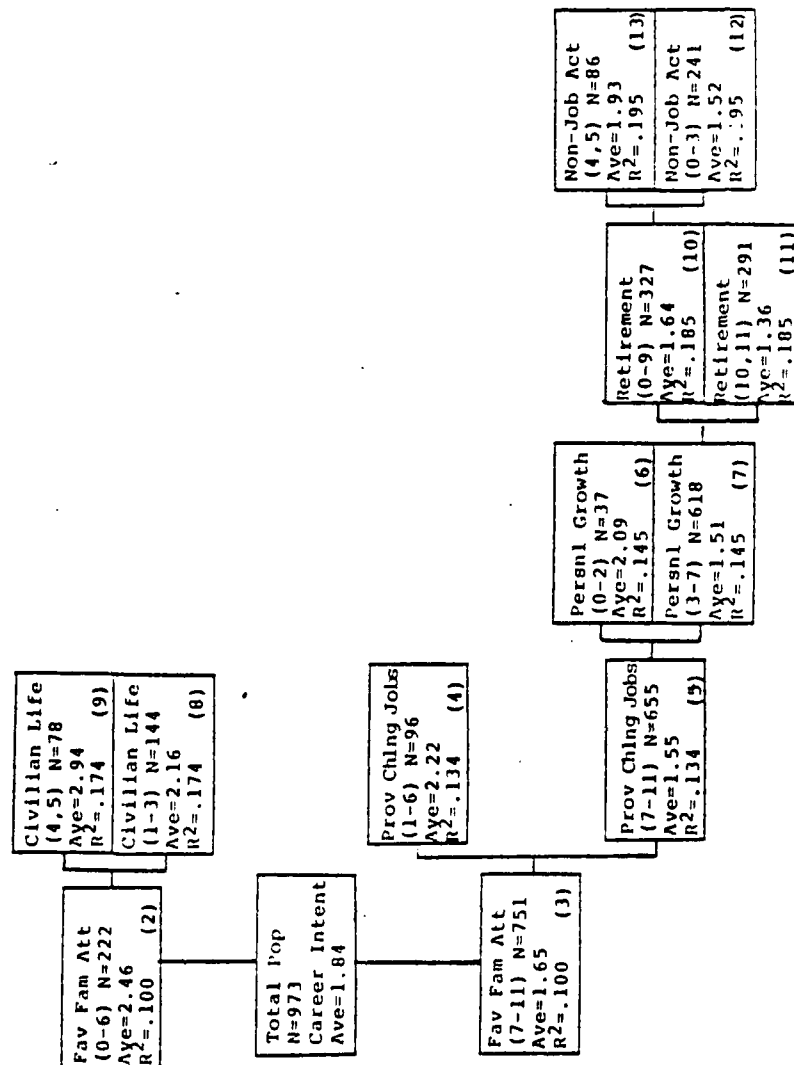 Total Pop
N=973
Career Intent
Ave=1.84
Fav Fam Att
(0-6) N=222
Ave=2.46
R²=.100 (2)
Fav Fam Att
(7-11) N=751
Ave=1.65
R²=.100 (3)
Civilian Life
(4,5) N=78
Ave=2.94
R²=.174 (9)
Civilian Life
(1-3) N=144
Ave=2.16
R²=.174 (8)
Prov Chlng Jobs
(1-6) N=96
Ave=2.22
R²=.134 (4)
Prov Chlng Jobs
(7-11) N=655
Ave=1.55
R²=.134 (5)
Persnl Growth
(0-2) N=37
Ave=2.09
R²=.145 (6)
Persnl Growth
(3-7) N=618
Ave=1.51
R²=.145 (7)
Retirement
(0-9) N=327
Ave=1.64
R²=.185 (10)
Retirement
(10,11) N=291
Ave=1.36
R²=.185 (11)
Non-Job Act
(4,5) N=86
Ave=1.93
R²=.195 (13)
Non-Job Act
(0-3) N=241
Ave=1.52
R²=.195 (12)